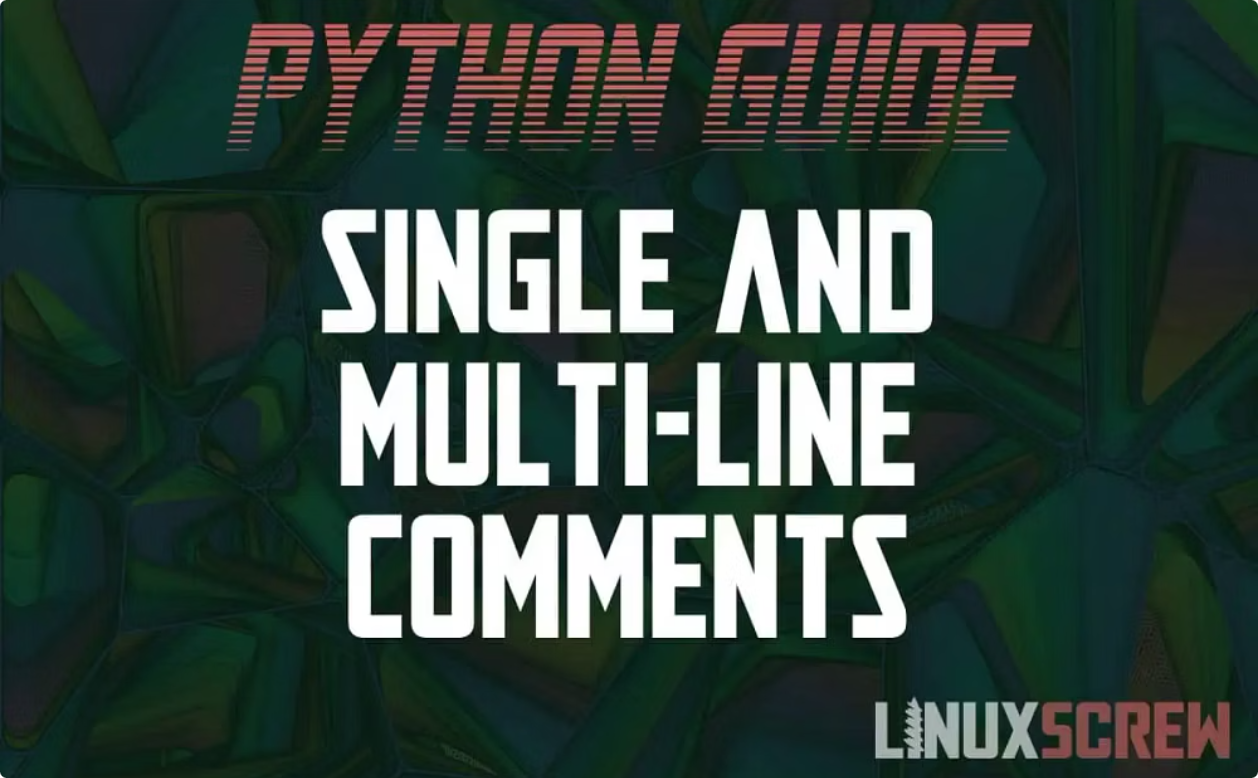 PYTHON GUIDE
SINGLE AND
MULTI-LINE
COMMENTS
LINUXSCREW